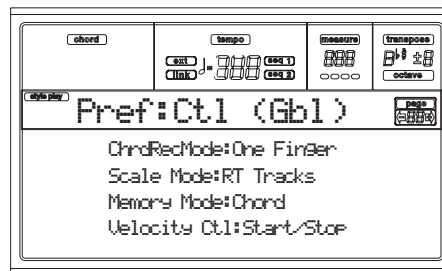 chord tempo measure transpose
ext seq 1
link seq 2
octave
style play
Pref:Ctl (Gbl)
page
ChrdRecMode:One Finger
Scale Mode:RT Tracks
Memory Mode:Chord
Velocity Ctl:Start/Stop